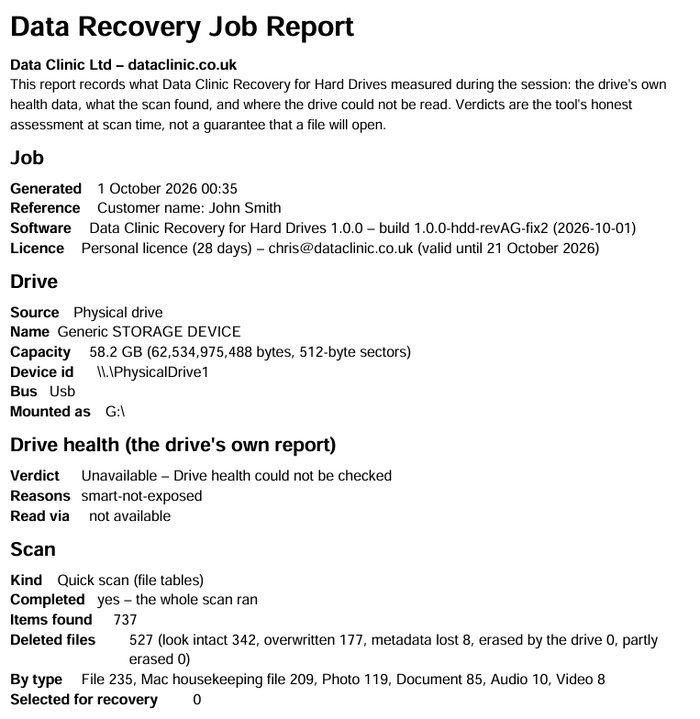 Data Recovery Job Report
Data Clinic Ltd – dataclinic.co.uk
This report records what Data Clinic Recovery for Hard Drives measured during the session: the drive's own
health data, what the scan found, and where the drive could not be read. Verdicts are the tool's honest
assessment at scan time, not a guarantee that a file will open.
Job
Generated 1 October 2026 00:35
Reference Customer name: John Smith
Software Data Clinic Recovery for Hard Drives 1.0.0 – build 1.0.0-hdd-revAG-fix2 (2026-10-01)
Licence Personal licence (28 days) – chris@dataclinic.co.uk (valid until 21 October 2026)
Drive
Source Physical drive
Name Generic STORAGE DEVICE
Capacity 58.2 GB (62,534,975,488 bytes, 512-byte sectors)
Device id \\.\PhysicalDrive1
Bus Usb
Mounted as G:\
Drive health (the drive's own report)
Verdict Unavailable – Drive health could not be checked
Reasons smart-not-exposed
Read via not available
Scan
Kind Quick scan (file tables)
Completed yes – the whole scan ran
Items found 737
Deleted files 527 (look intact 342, overwritten 177, metadata lost 8, erased by the drive 0, partly
erased 0)
By type File 235, Mac housekeeping file 209, Photo 119, Document 85, Audio 10, Video 8
Selected for recovery 0